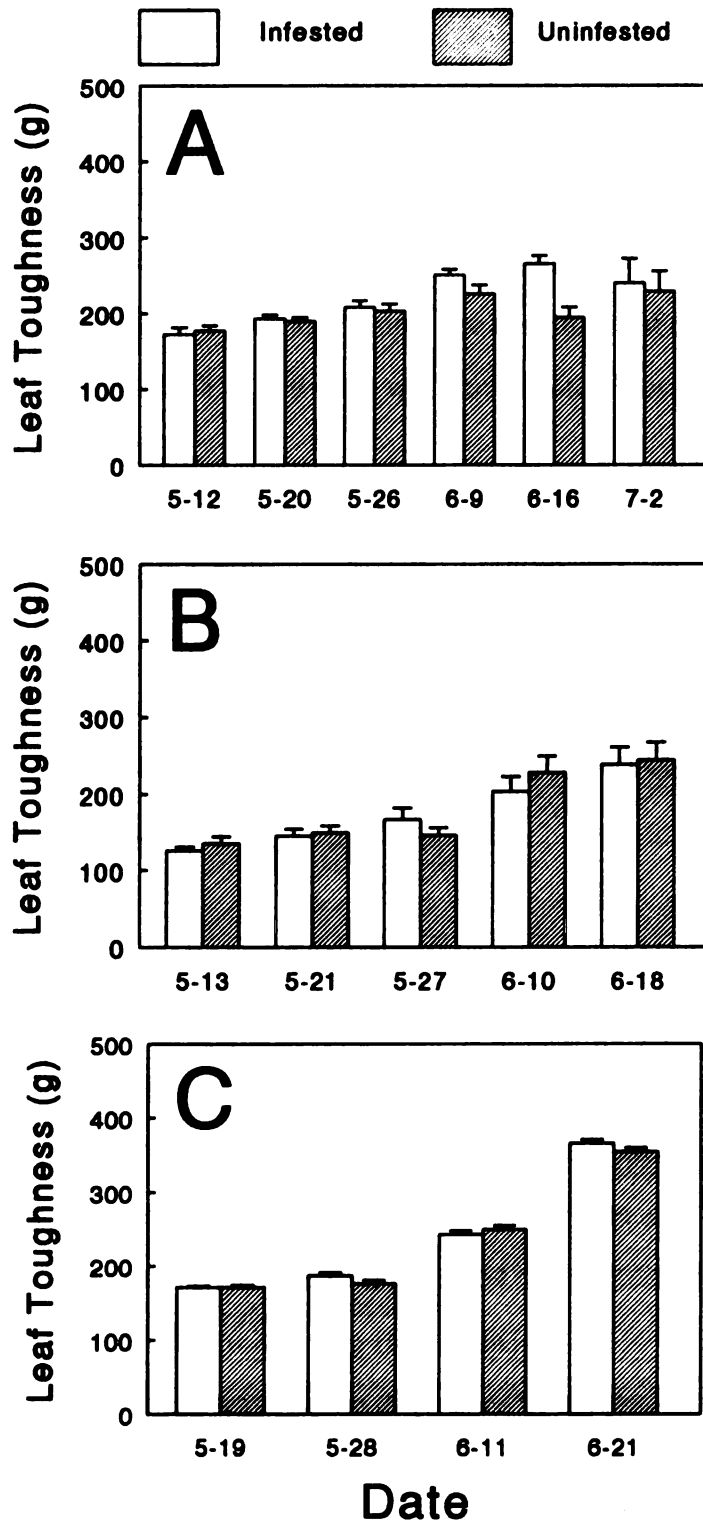 Infested Uninfested
A
Leaf Toughness (g)
500
400
300
200
100
0
5-12 5-20 5-26 6-9 6-16 7-2
B
Leaf Toughness (g)
500
400
300
200
100
0
5-13 5-21 5-27 6-10 6-18
C
Leaf Toughness (g)
500
400
300
200
100
0
5-19 5-28 6-11 6-21
Date